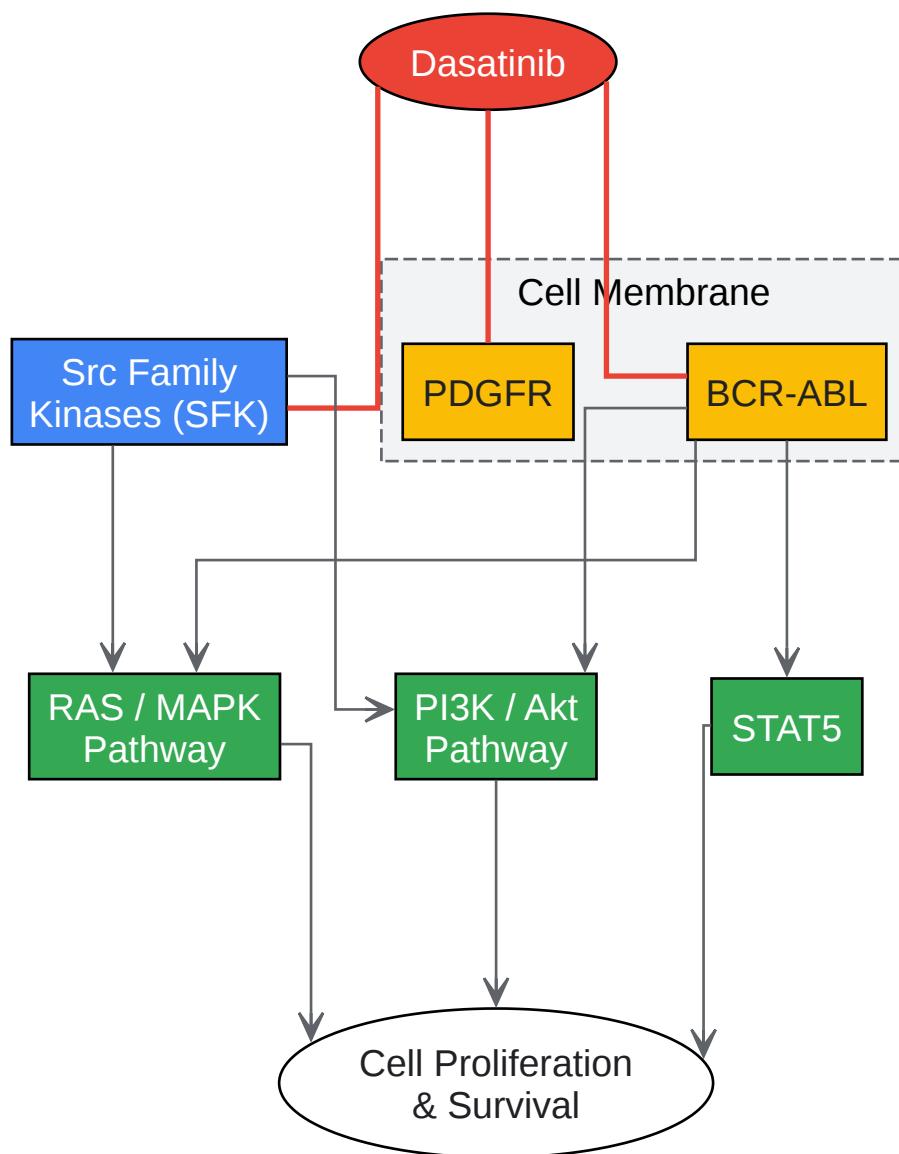 Dasatinib
Cell Membrane
Src Family
Kinases (SFK)
PDGFR
BCR-ABL
RAS / MAPK
Pathway
PI3K / Akt
Pathway
STAT5
Cell Proliferation
& Survival